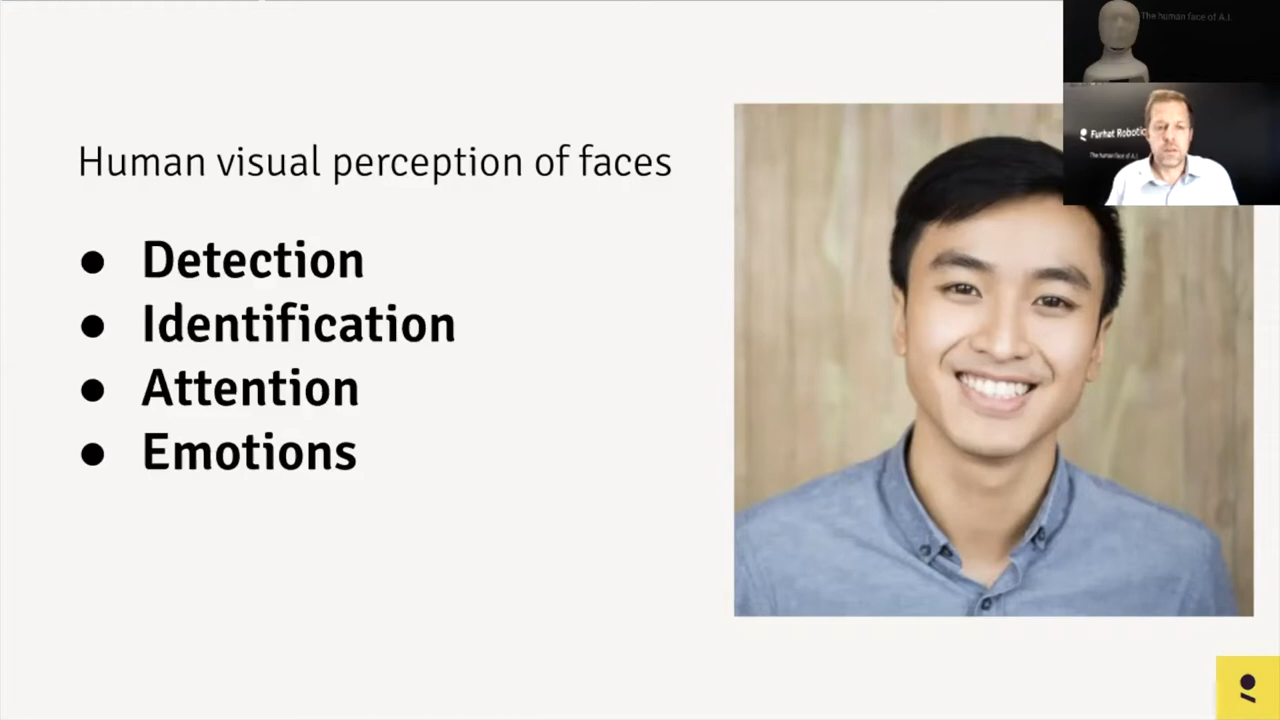 The human face of A.I.
Furhat Robotic
The human face of A.I.
Human visual perception of faces
● Detection
● Identification
● Attention
● Emotions